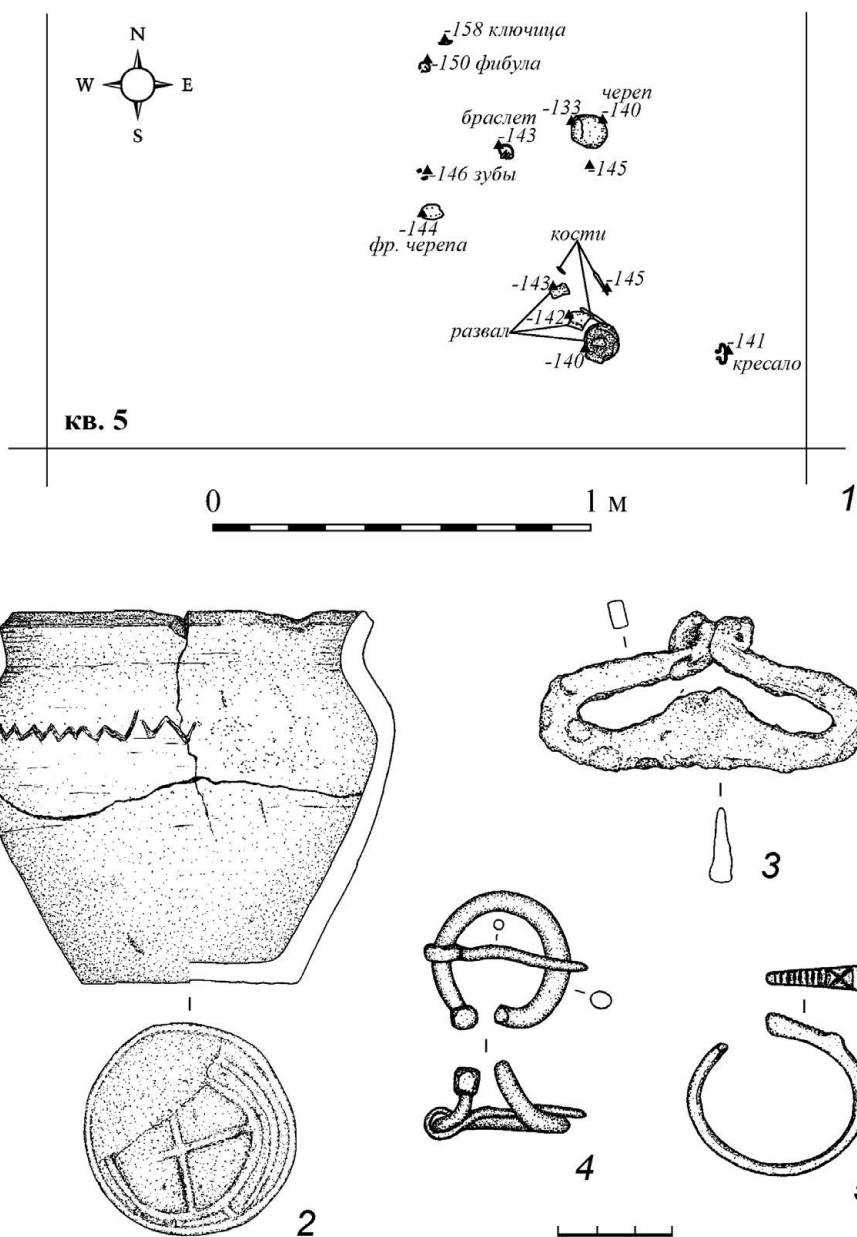 N
W E
S
-158 ключица
-150 фибула
череп
-133
-140
браслет
-143
-145
-146 зубы
-144
фр. черепа
кости
-143
-145
-142
развал
-140
-141
кресало
кв. 5
0 1 м
1
3
4
2